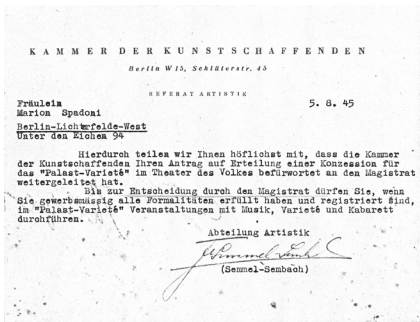 KAMMER DER KUNSTSCHAFFENDEN
Berlin W 15, Schlüterstr. 45
REFERAT ARTISTIK
Fräulein 5. 8. 45
Marion Spadoni
Berlin-Lichterfelde-West
Unter den Eichen 94
Hierdurch teilen wir Ihnen höflichst mit, dass die Kammer
der Kunstschaffenden Ihren Antrag auf Erteilung einer Konzession für
das "Palast-Varieté" im Theater des Volkes befürwortet an den Magistrat
weitergeleitet hat.
Bis zur Entscheidung durch den Magistrat dürfen Sie, wenn
Sie gewerbsmässig alle Formalitäten erfüllt haben und registriert sind,
im "Palast-Varieté" Veranstaltungen mit Musik, Varieté und Kabarett
durchführen.
Abteilung Artistik
(Semmel-Sembach)